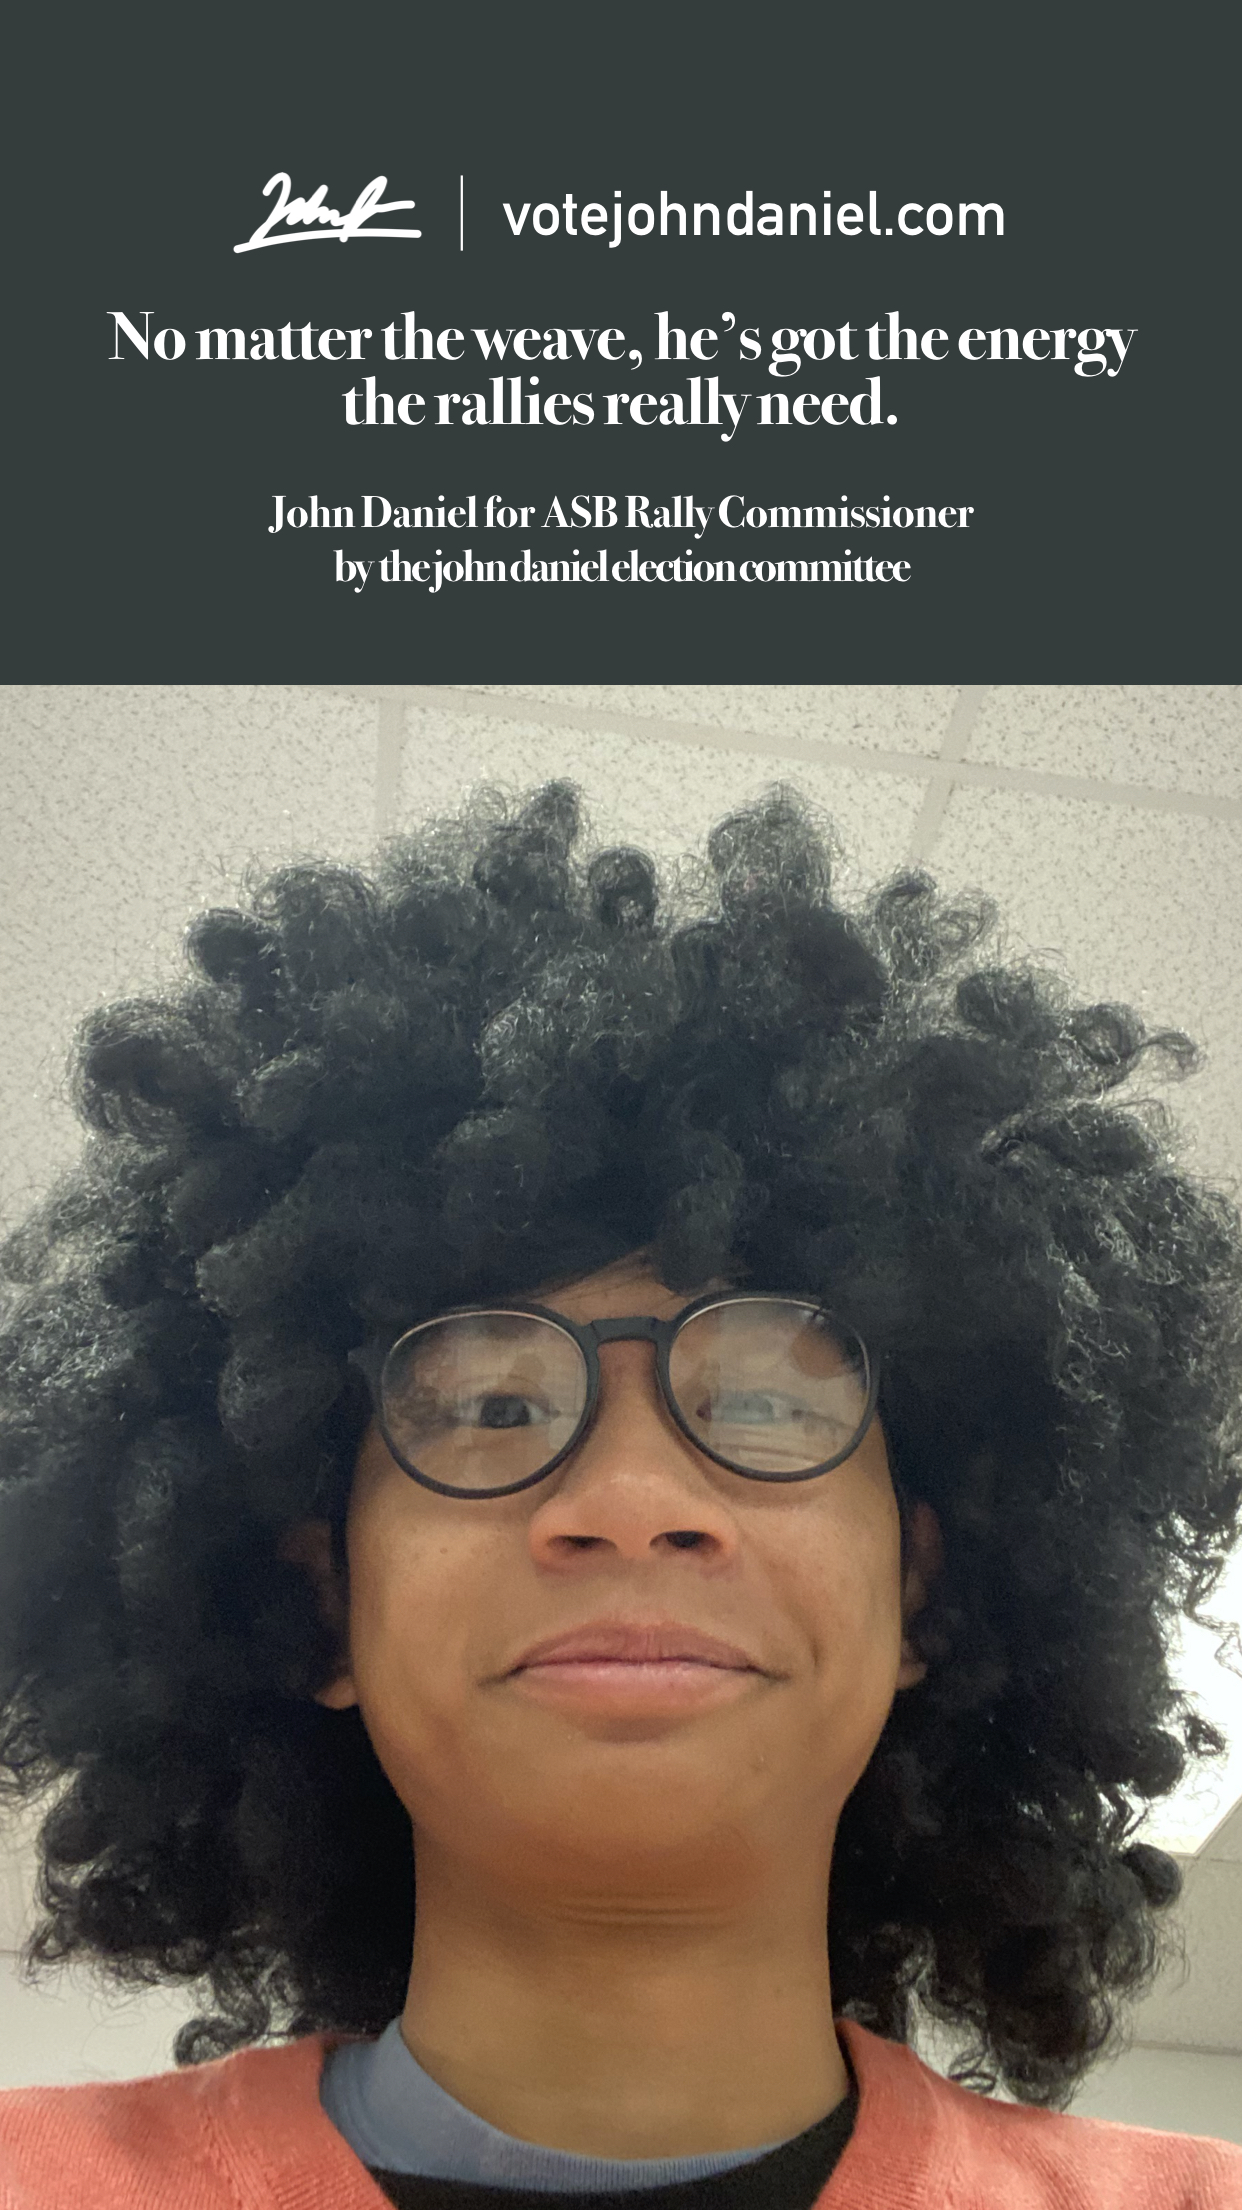 John
votejohndaniel.com
No matter the weave, he’s got the energy
the rallies really need.
John Daniel for ASB Rally Commissioner
by the john daniel election committee